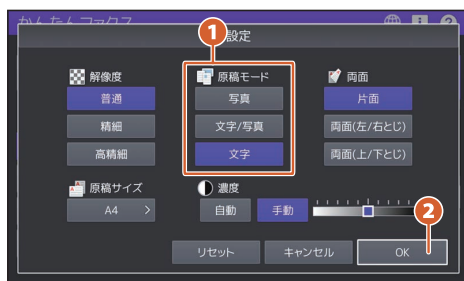 かんたんファクス
設定
1
解像度
原稿モード
両面
普通
写真
片面
精細
文字/写真
両面(左/右とじ)
高精細
文字
両面(上/下とじ)
原稿サイズ
濃度
A4 >
自動
手動
2
リセット
キャンセル
OK